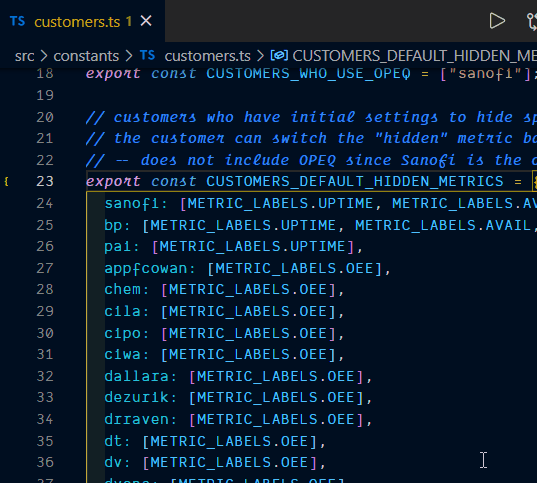 TS customers.ts 1 ×
src > constants > TS customers.ts > CUSTOMERS_DEFAULT_HIDDEN_ME
18 export const CUSTOMERS_WHO_USE_OPEQ = ["sanofi"];
19
20 // customers who have initial settings to hide sp
21 // the customer can switch the "hidden" metric ba
22 // -- does not include OPEQ since Sanofi is the o
23 export const CUSTOMERS_DEFAULT_HIDDEN_METRICS = {
24 sanofi: [METRIC_LABELS.UPTIME, METRIC_LABELS.AV
25 bp: [METRIC_LABELS.UPTIME, METRIC_LABELS.AVAIL,
26 pai: [METRIC_LABELS.UPTIME],
27 appfcowan: [METRIC_LABELS.OEE],
28 chem: [METRIC_LABELS.OEE],
29 cila: [METRIC_LABELS.OEE],
30 cipo: [METRIC_LABELS.OEE],
31 ciwa: [METRIC_LABELS.OEE],
32 dallara: [METRIC_LABELS.OEE],
33 dezurik: [METRIC_LABELS.OEE],
34 drraven: [METRIC_LABELS.OEE],
35 dt: [METRIC_LABELS.OEE],
36 dv: [METRIC_LABELS.OEE],